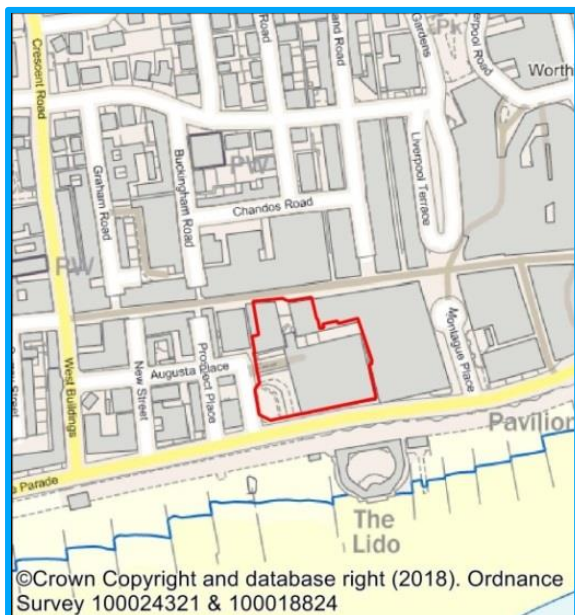 Crescent Road
land Road
Gardens
Pk
Liverpool Road
Worth
Graham Road
Buckingham Road
PW
Liverpool Terrace
Chandos Road
PW
Montague Place
West Buildings
New Street
Augusta Place
Prospect Place
Street
Parade
Pavilion
The
Lido
©Crown Copyright and database right (2018). Ordnance
Survey 100024321 & 100018824